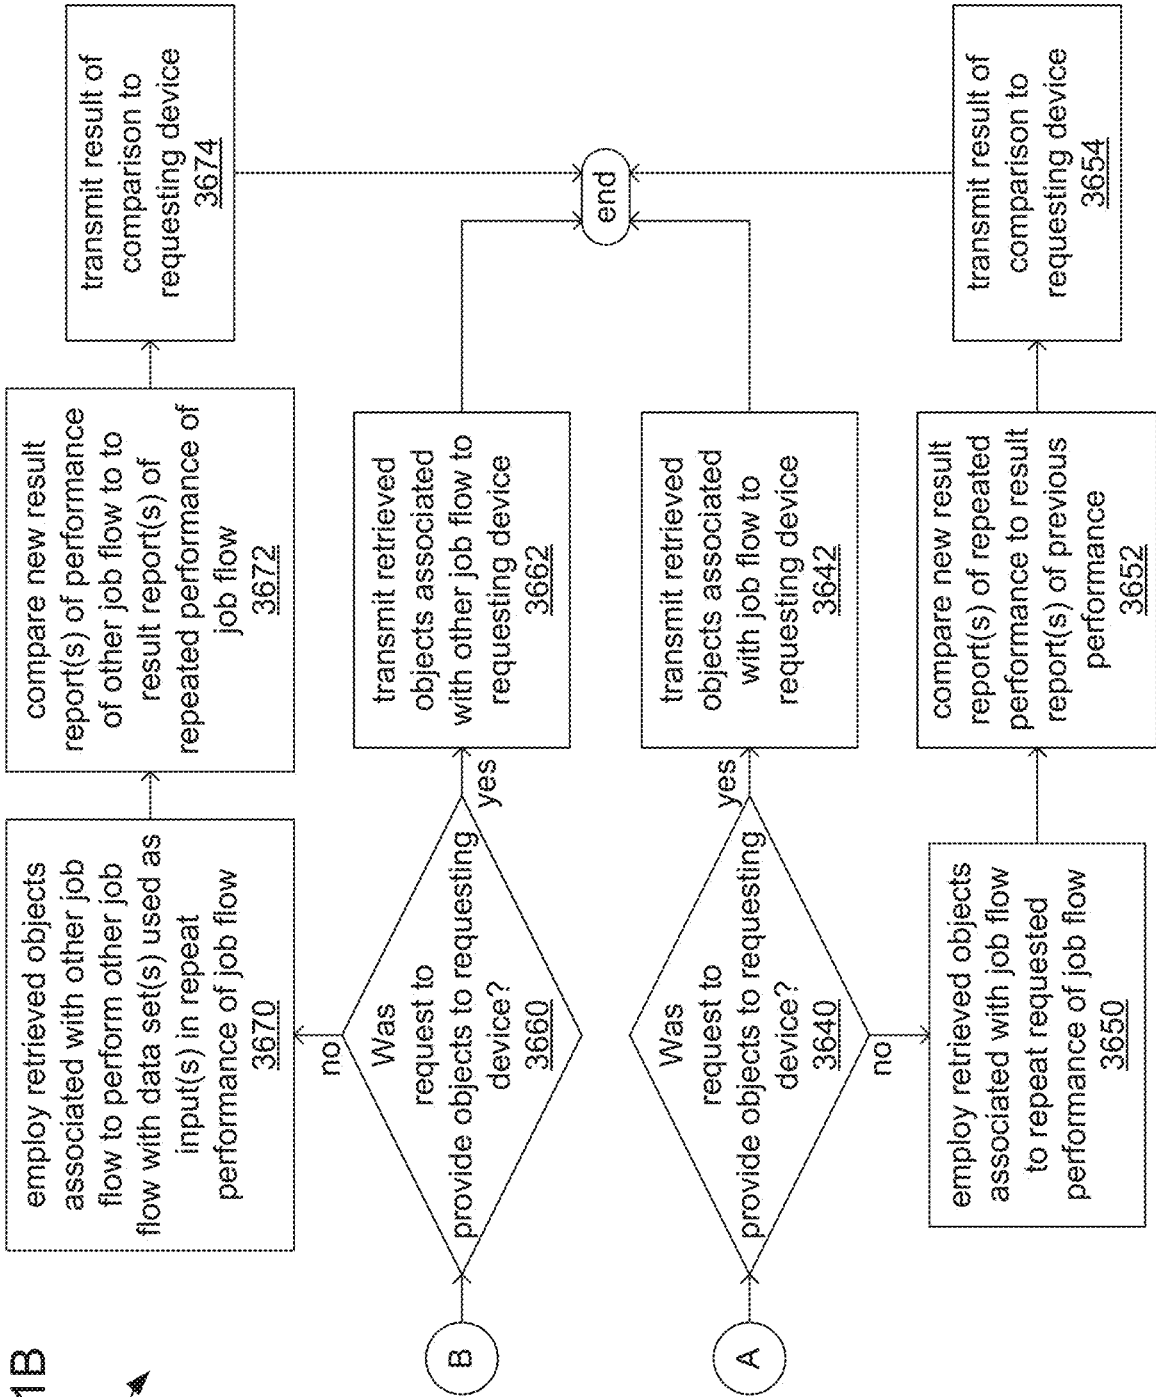 1B
employ retrieved objects
associated with other job
flow to perform other job
flow with data set(s) used as
input(s) in repeat
performance of job flow
3670
compare new result
report(s) of performance
of other job flow to to
result report(s) of
repeated performance of
job flow
3672
transmit result of
comparison to
requesting device
3674
no
B
Was
request to
provide objects to requesting
device?
3660
yes
transmit retrieved
objects associated
with other job flow to
requesting device
3662
end
A
Was
request to
provide objects to requesting
device?
3640
yes
transmit retrieved
objects associated
with job flow to
requesting device
3642
no
employ retrieved objects
associated with job flow
to repeat requested
performance of job flow
3650
compare new result
report(s) of repeated
performance to result
report(s) of previous
performance
3652
transmit result of
comparison to
requesting device
3654